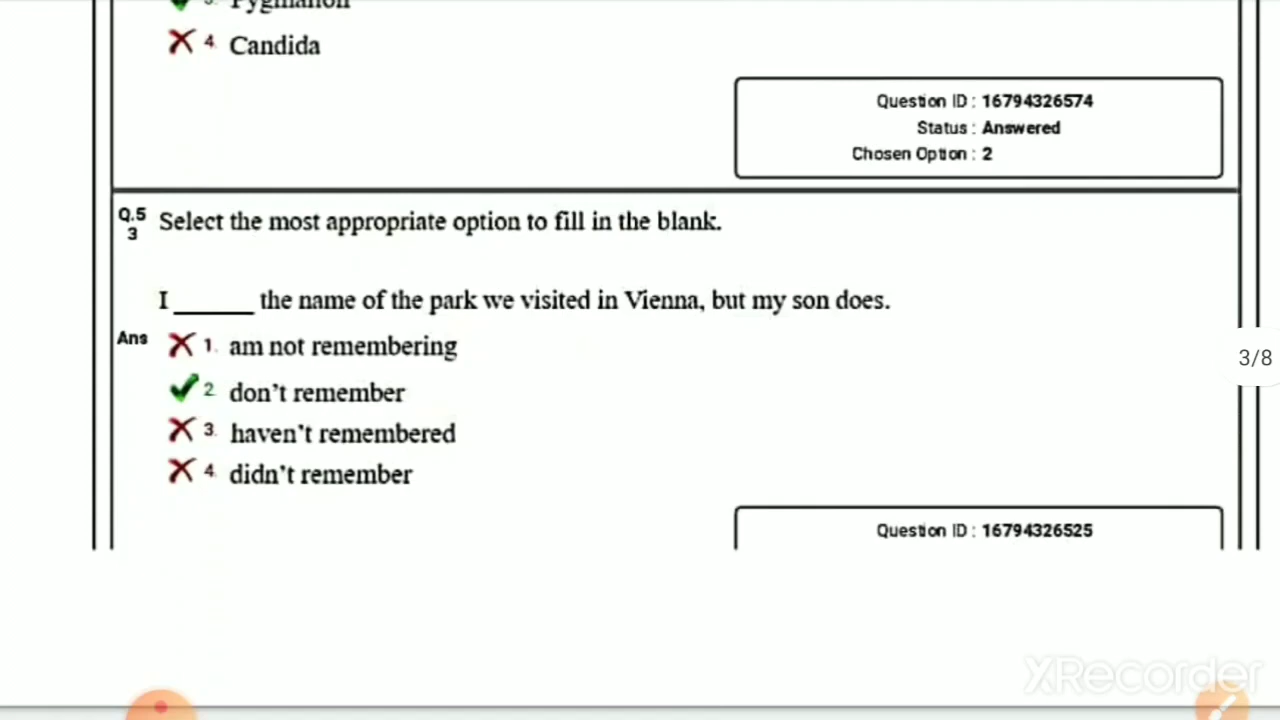 3. Pygmalion
4. Candida
Question ID : 16794326574
Status : Answered
Chosen Option : 2
Q.5
3
Select the most appropriate option to fill in the blank.
I ______ the name of the park we visited in Vienna, but my son does.
Ans
1. am not remembering
2. don't remember
3. haven't remembered
4. didn't remember
3/8
Question ID : 16794326525
XRecorder